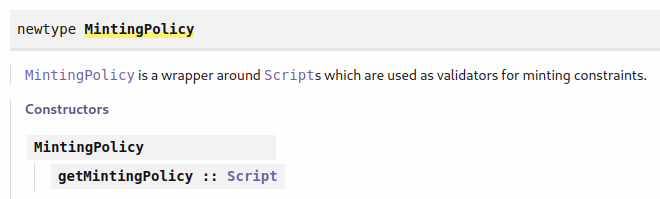 newtype MintingPolicy
MintingPolicy is a wrapper around Scripts which are used as validators for minting constraints.
Constructors
MintingPolicy
getMintingPolicy :: Script